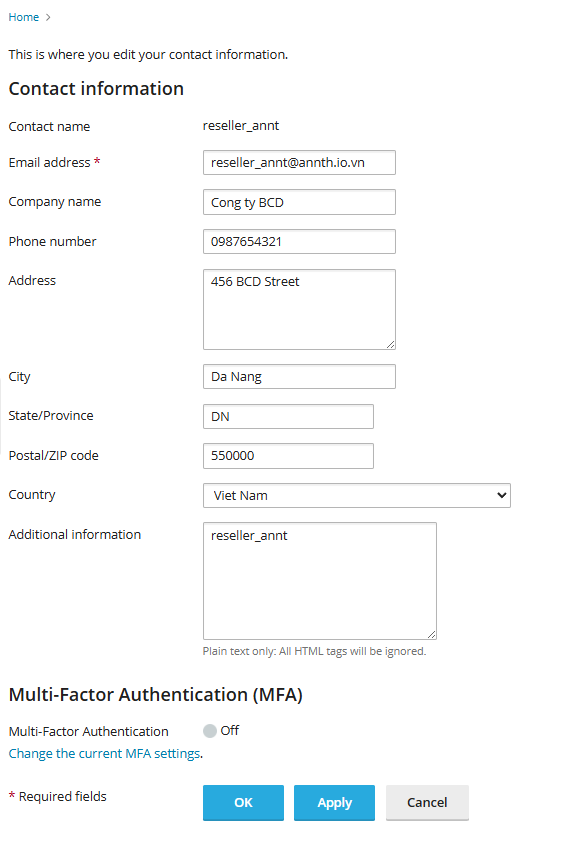 Home >
This is where you edit your contact information.
Contact information
Contact name reseller_annt
Email address * reseller_annt@annth.io.vn
Company name Cong ty BCD
Phone number 0987654321
Address 456 BCD Street
City Da Nang
State/Province DN
Postal/ZIP code 550000
Country Viet Nam
Additional information reseller_annt
Plain text only: All HTML tags will be ignored.
Multi-Factor Authentication (MFA)
Multi-Factor Authentication Off
Change the current MFA settings.
* Required fields OK Apply Cancel